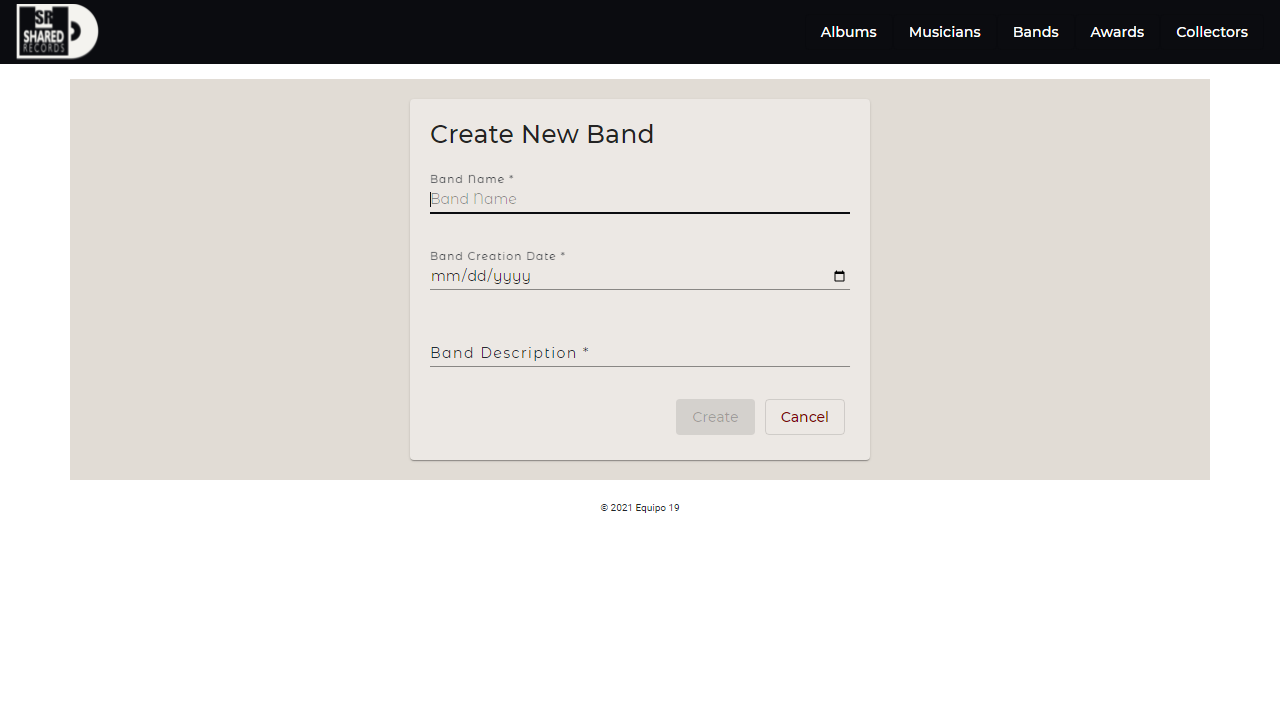 SR
SHARED
RECORDS
Albums
Musicians
Bands
Awards
Collectors
Create New Band
Band Name *
Band Name
Band Creation Date *
mm/dd/yyyy
Band Description *
Create
Cancel
© 2021 Equipo 19